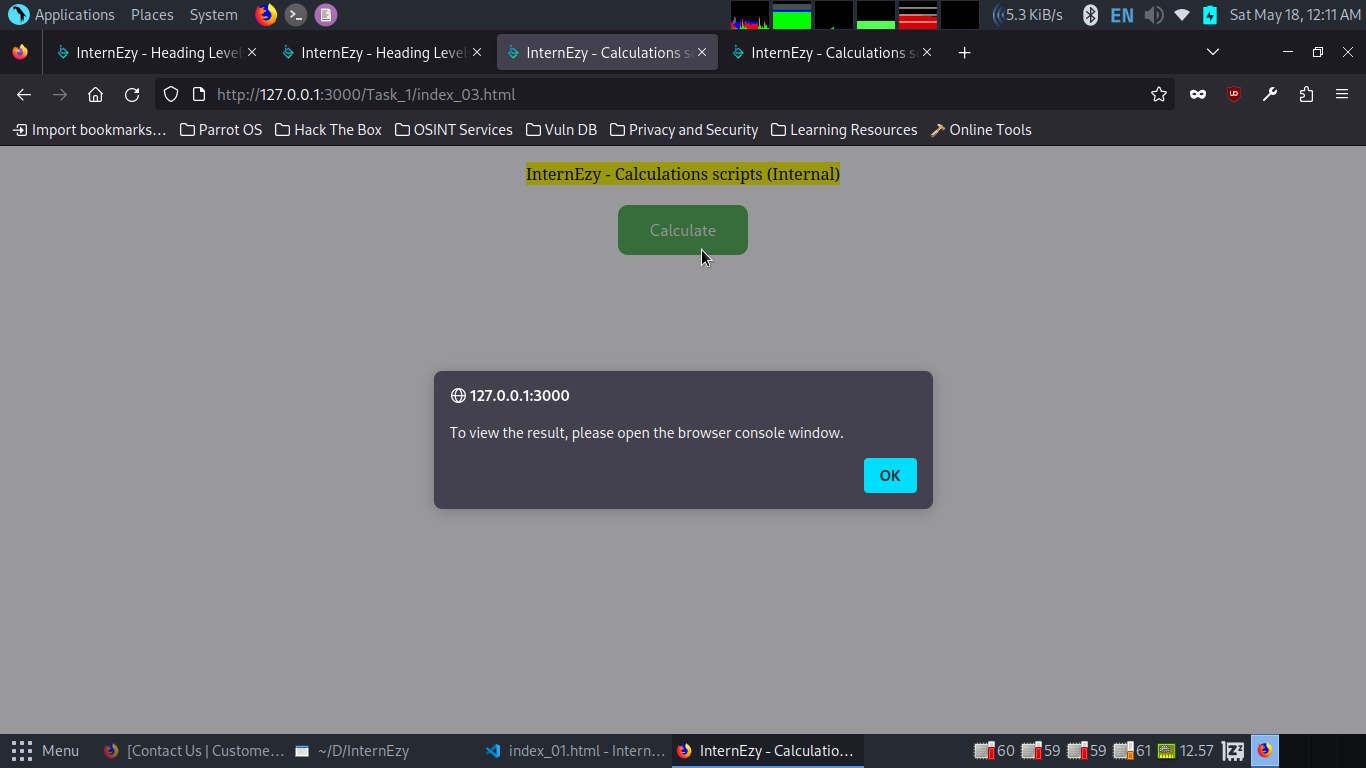 Applications Places System 5.3 KiB/s EN Sat May 18, 12:11 AM
InternEzy - Heading Level InternEzy - Heading Level InternEzy - Calculations s InternEzy - Calculations s
http://127.0.0.1:3000/Task_1/index_03.html
Import bookmarks… Parrot OS Hack The Box OSINT Services Vuln DB Privacy and Security Learning Resources Online Tools
InternEzy - Calculations scripts (Internal)
Calculate
127.0.0.1:3000
To view the result, please open the browser console window.
OK
Menu [Contact Us | Custome… ~/D/InternEzy index_01.html - Intern… InternEzy - Calculatio… 60 59 59 61 12.57